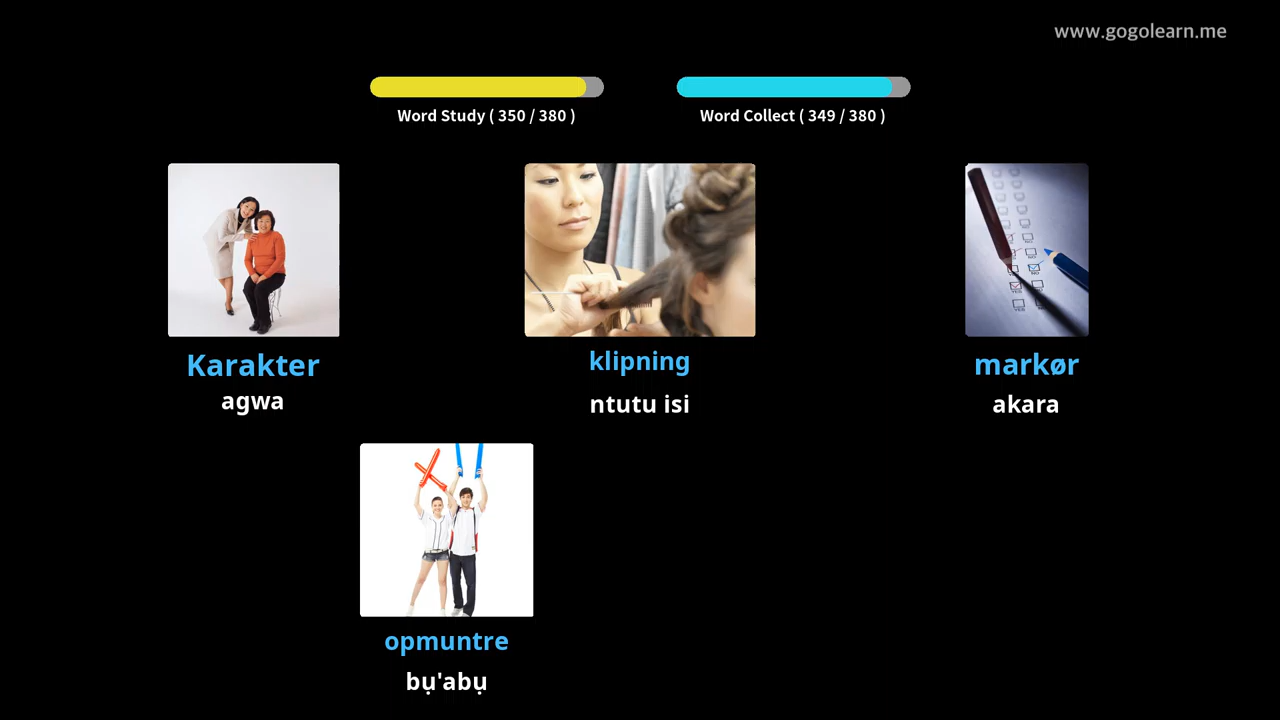 www.gogolearn.me
Word Study ( 350 / 380 )
Word Collect ( 349 / 380 )
Karakter
agwa
klipning
ntutu isi
markør
akara
opmuntre
bụ'abụ